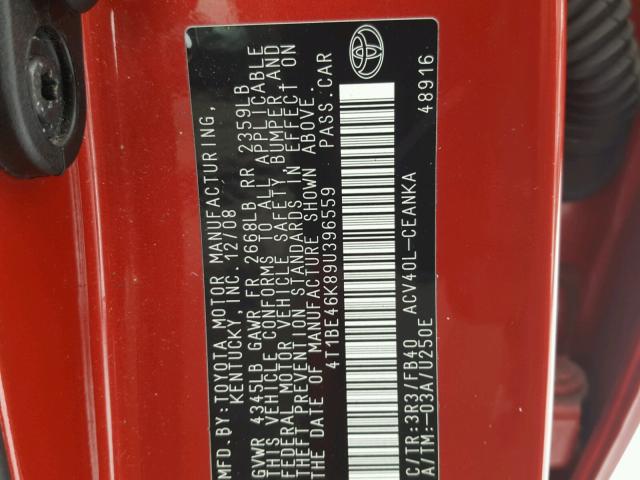 MFD.BY:TOYOTA MOTOR MANUFACTURING,
KENTUCKY, INC. 12/08
GVWR 4345LB GAWR FR 2668LB RR 2359LB
THIS VEHICLE CONFORMS TO ALL APPLICABLE
FEDERAL MOTOR VEHICLE SAFETY, BUMPER, AND
THEFT PREVENTION STANDARDS IN EFFECT ON
THE DATE OF MANUFACTURE SHOWN ABOVE.
4T1BE46K89U396559 PASS.CAR
C/TR:3R3/FB40 ACV40L-CEANKA
A/TM:-03A/U250E 48916